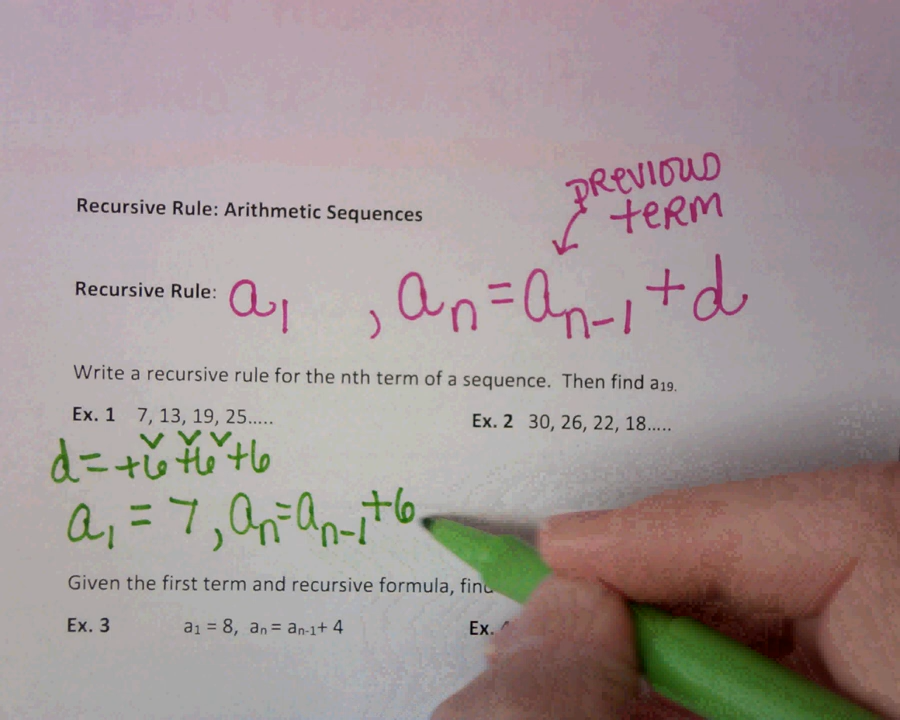 previous
term
Recursive Rule: Arithmetic Sequences
Recursive Rule: a₁ , aₙ = aₙ₋₁ + d
Write a recursive rule for the nth term of a sequence. Then find a₁₉.
Ex. 1 7, 13, 19, 25..... Ex. 2 30, 26, 22, 18.....
d = +6 +6 +6
a₁ = 7, aₙ = aₙ₋₁ + 6
Given the first term and recursive formula,
Ex. 3 a₁ = 8, aₙ = aₙ₋₁+ 4 Ex.